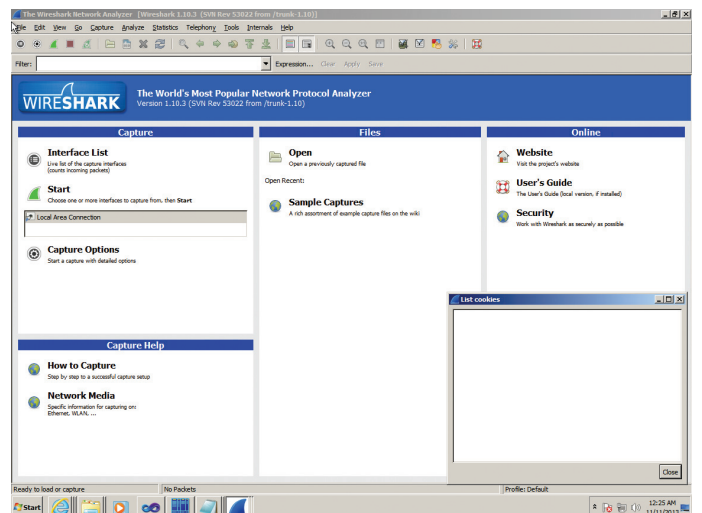 The Wireshark Network Analyzer [Wireshark 1.10.3 (SVN Rev 53022 from /trunk-1.10)]
File Edit View Go Capture Analyze Statistics Telephony Tools Internals Help
Filter: Expression... Clear Apply Save
WIRESHARK
The World's Most Popular Network Protocol Analyzer
Version 1.10.3 (SVN Rev 53022 from /trunk-1.10)
Capture
Interface List
Live list of the capture interfaces
(counts incoming packets)
Start
Choose one or more interfaces to capture from, then Start
Local Area Connection
Capture Options
Start a capture with detailed options
Capture Help
How to Capture
Step by step to a successful capture setup
Network Media
Specific information for capturing on:
Ethernet, WLAN, ...
Files
Open
Open a previously captured file
Open Recent:
Sample Captures
A rich assortment of example capture files on the wiki
Online
Website
Visit the project's website
User's Guide
The User's Guide (local version, if installed)
Security
Work with Wireshark as securely as possible
List cookies
Close
Ready to load or capture No Packets Profile: Default
Start 12:25 AM
11/11/2013